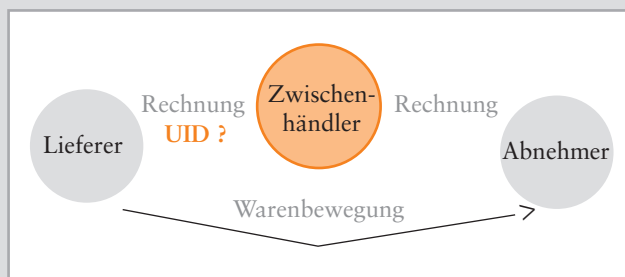 Lieferer
Rechnung
UID ?
Zwischen-
händler
Rechnung
Abnehmer
Warenbewegung